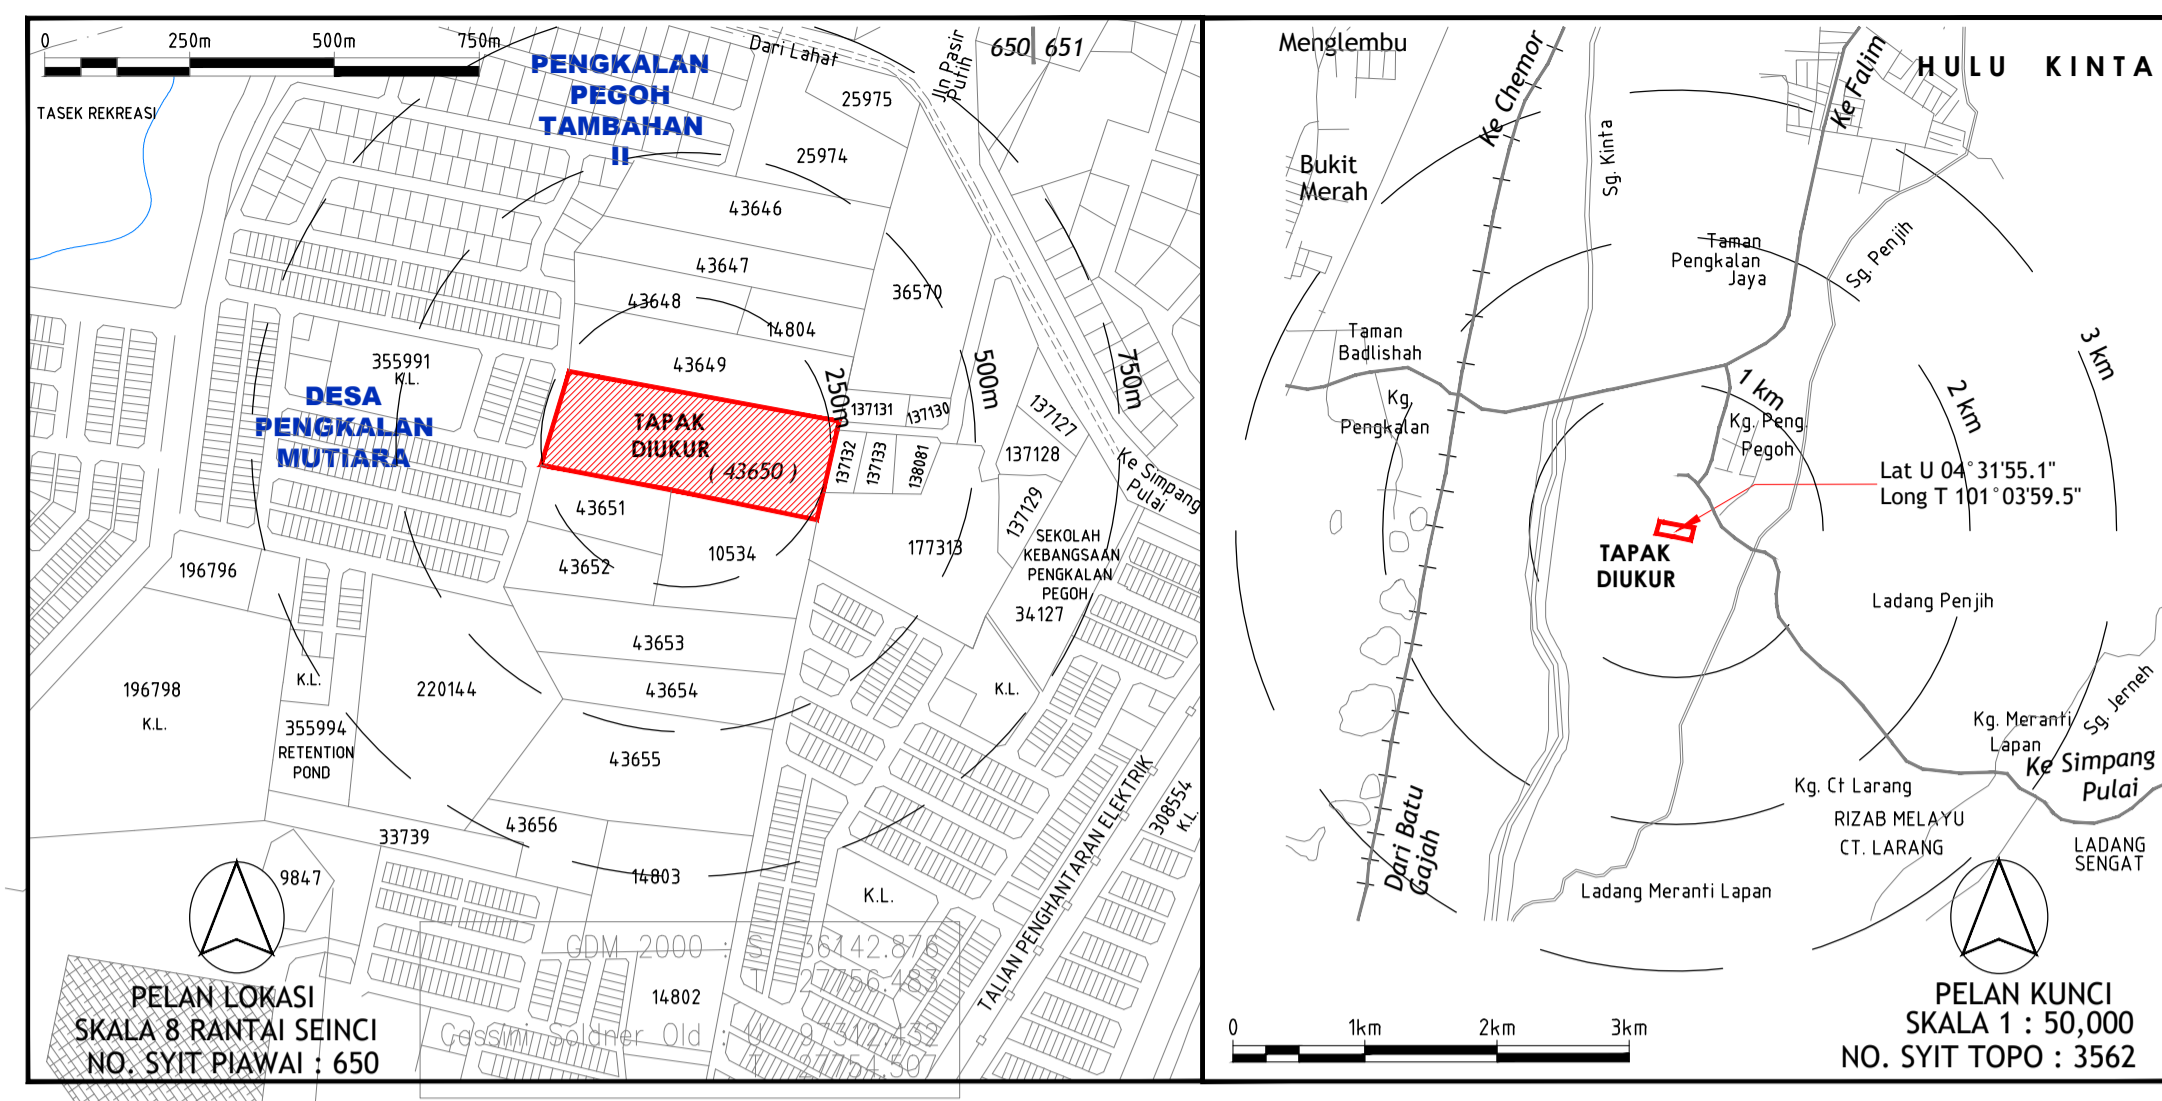 0 250m 500m 750m
TASEK REKREASI
PENGKALAN
PEGOH
TAMBAHAN
II
Dari Lahat
Jln Pasir
Putih
650 651
25975
25974
43646
43647
43648
14804
43649
36570
355991
K.L.
DESA
PENGKALAN
MUTIARA
TAPAK
DIUKUR
( 43650 )
250m
500m
750m
137131
137130
137132
137133
138081
137127
137128
137129
Ke Simpang
Pulai
43651
43652
10534
177313
SEKOLAH
KEBANGSAAN
PENGKALAN
PEGOH
34127
196796
43653
43654
43655
43656
196798
K.L.
K.L.
220144
355994
RETENTION
POND
K.L.
33739
9847
14803
K.L.
14802
308554
K.L.
TALIAN PENGHANTARAN ELEKTRIK
GDM 2000 : S 36142.876
T 27756.483
Cassini Soldner Old : U 97312.432
T 27754.507
PELAN LOKASI
SKALA 8 RANTAI SEINCI
NO. SYIT PIAWAI : 650
Menglembu
Bukit
Merah
Ke Chemor
Sg. Kinta
Ke Falim
HULU KINTA
Taman
Pengkalan
Jaya
Sg. Penjih
Taman
Badlishah
Kg.
Pengkalan
1 km
2 km
3 km
Kg. Peng.
Pegoh
Lat U 04°31'55.1"
Long T 101°03'59.5"
TAPAK
DIUKUR
Ladang Penjih
Sg. Jerneh
Kg. Meranti
Lapan
Ke Simpang
Pulai
Kg. Ct Larang
RIZAB MELAYU
CT. LARANG
LADANG
SENGAT
Dari Batu
Gajah
Ladang Meranti Lapan
0 1km 2km 3km
PELAN KUNCI
SKALA 1 : 50,000
NO. SYIT TOPO : 3562